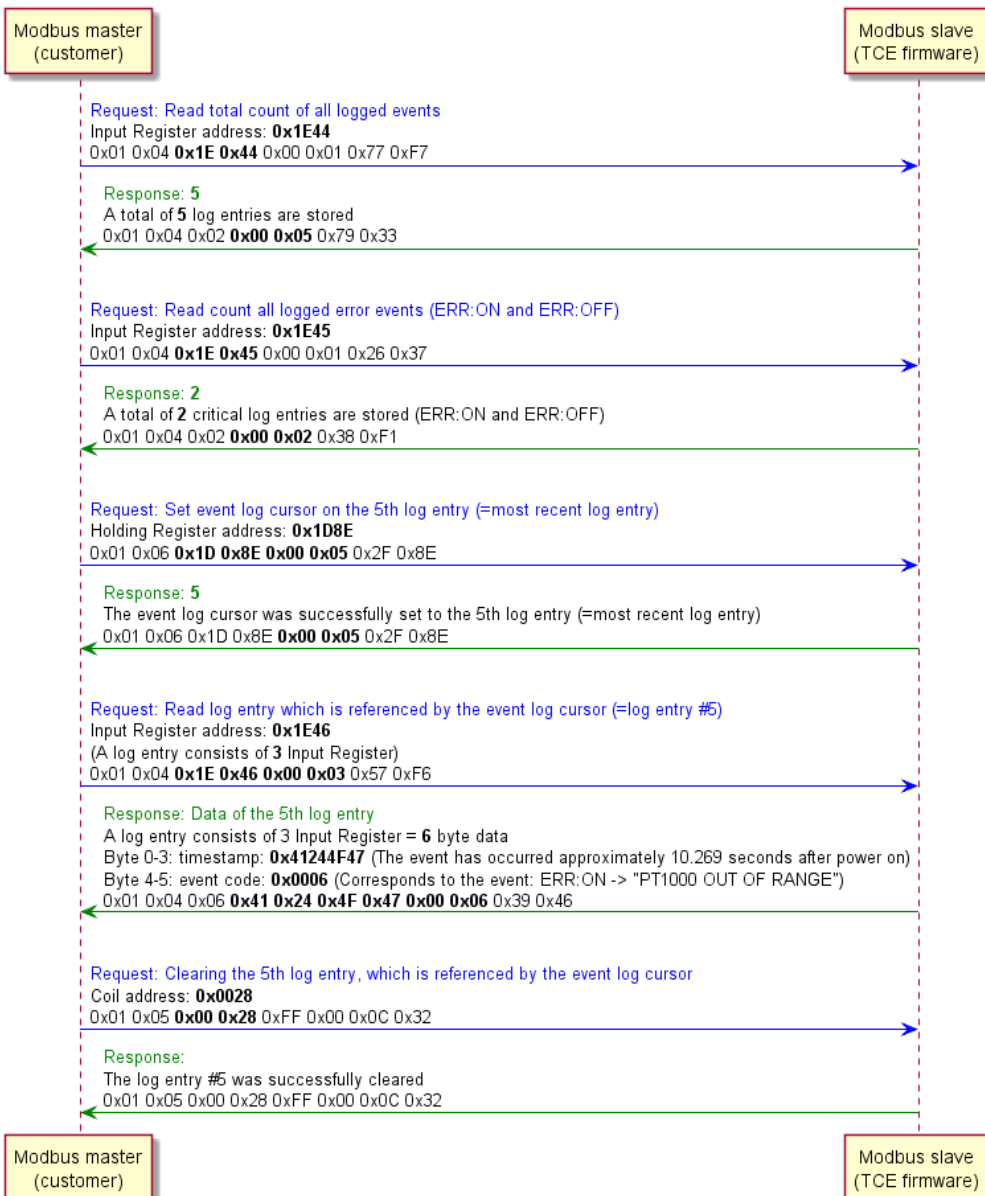 Modbus master
(customer)
Modbus slave
(TCE firmware)
Request: Read total count of all logged events
Input Register address: 0x1E44
0x01 0x04 0x1E 0x44 0x00 0x01 0x77 0xF7
Response: 5
A total of 5 log entries are stored
0x01 0x04 0x02 0x00 0x05 0x79 0x33
Request: Read count all logged error events (ERR:ON and ERR:OFF)
Input Register address: 0x1E45
0x01 0x04 0x1E 0x45 0x00 0x01 0x26 0x37
Response: 2
A total of 2 critical log entries are stored (ERR:ON and ERR:OFF)
0x01 0x04 0x02 0x00 0x02 0x38 0xF1
Request: Set event log cursor on the 5th log entry (=most recent log entry)
Holding Register address: 0x1D8E
0x01 0x06 0x1D 0x8E 0x00 0x05 0x2F 0x8E
Response: 5
The event log cursor was successfully set to the 5th log entry (=most recent log entry)
0x01 0x06 0x1D 0x8E 0x00 0x05 0x2F 0x8E
Request: Read log entry which is referenced by the event log cursor (=log entry #5)
Input Register address: 0x1E46
(A log entry consists of 3 Input Register)
0x01 0x04 0x1E 0x46 0x00 0x03 0x57 0xF6
Response: Data of the 5th log entry
A log entry consists of 3 Input Register = 6 byte data
Byte 0-3: timestamp: 0x41244F47 (The event has occurred approximately 10.269 seconds after power on)
Byte 4-5: event code: 0x0006 (Corresponds to the event: ERR:ON -> "PT1000 OUT OF RANGE")
0x01 0x04 0x06 0x41 0x24 0x4F 0x47 0x00 0x06 0x39 0x46
Request: Clearing the 5th log entry, which is referenced by the event log cursor
Coil address: 0x0028
0x01 0x05 0x00 0x28 0xFF 0x00 0x0C 0x32
Response:
The log entry #5 was successfully cleared
0x01 0x05 0x00 0x28 0xFF 0x00 0x0C 0x32
Modbus master
(customer)
Modbus slave
(TCE firmware)